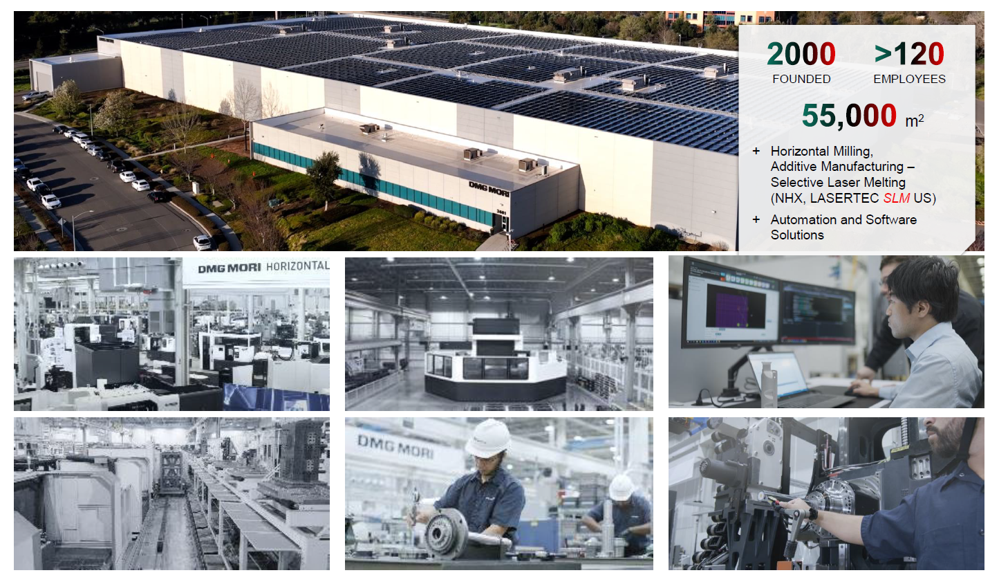 2000 >120
FOUNDED EMPLOYEES
55,000 m²
+ Horizontal Milling,
Additive Manufacturing –
Selective Laser Melting
(NHX, LASERTEC SLM US)
+ Automation and Software
Solutions
DMG MORI
3601
DMG MORI HORIZONTAL
DMG MORI